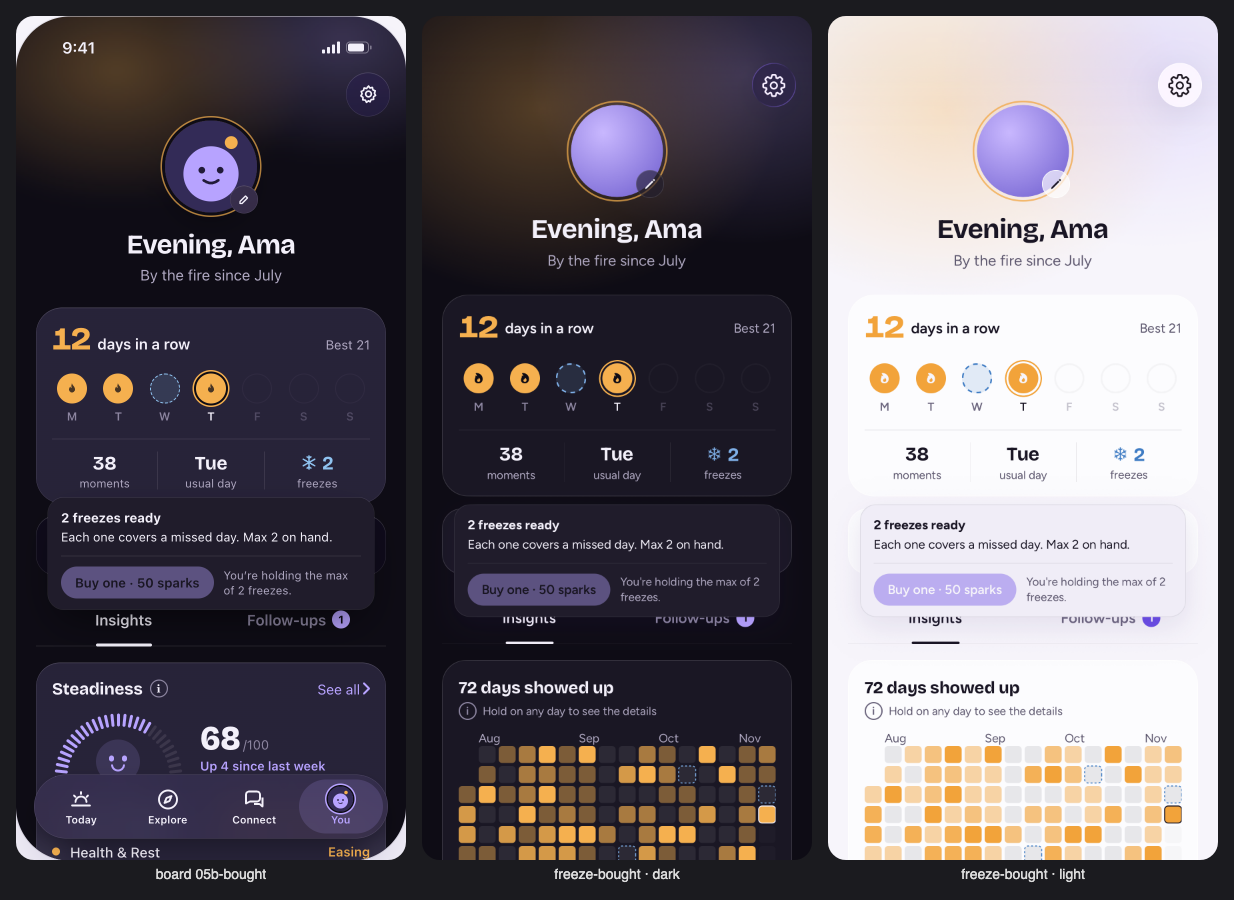 9:41
Evening, Ama
By the fire since July
12 days in a row Best 21
M T W T F S S
38 Tue 2
moments usual day freezes
2 freezes ready
Each one covers a missed day. Max 2 on hand.
Buy one · 50 sparks
You're holding the max
of 2 freezes.
Insights Follow-ups 1
Steadiness See all
68 /100
Up 4 since last week
Today Explore Connect You
Health & Rest Easing
board 05b-bought
Evening, Ama
By the fire since July
12 days in a row Best 21
M T W T F S S
38 Tue 2
moments usual day freezes
2 freezes ready
Each one covers a missed day. Max 2 on hand.
Buy one · 50 sparks
You're holding the max of 2
freezes.
Insights Follow-ups 1
72 days showed up
i Hold on any day to see the details
Aug Sep Oct Nov
freeze-bought · dark
Evening, Ama
By the fire since July
12 days in a row Best 21
M T W T F S S
38 Tue 2
moments usual day freezes
2 freezes ready
Each one covers a missed day. Max 2 on hand.
Buy one · 50 sparks
You're holding the max of 2
freezes.
Insights Follow-ups 1
72 days showed up
i Hold on any day to see the details
Aug Sep Oct Nov
freeze-bought · light